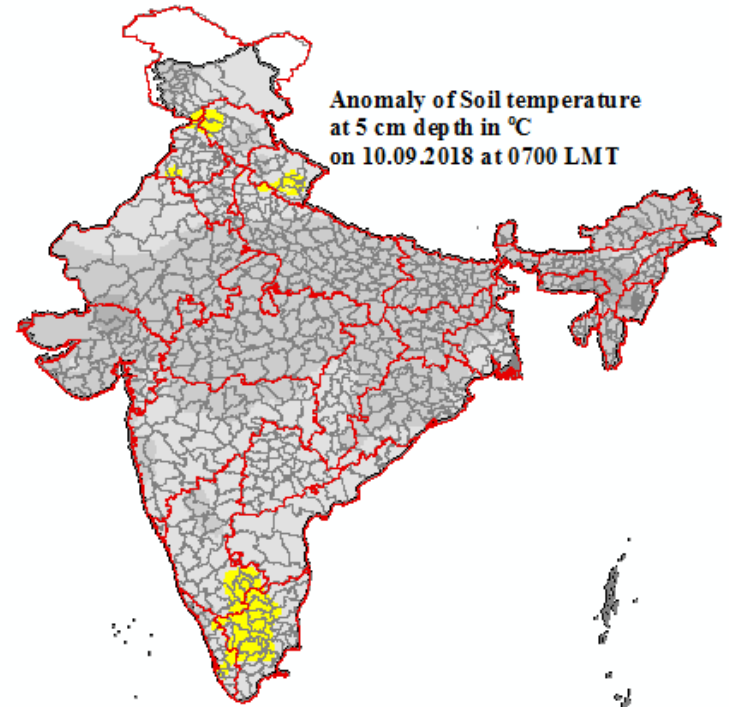 Anomaly of Soil temperature
at 5 cm depth in °C
on 10.09.2018 at 0700 LMT